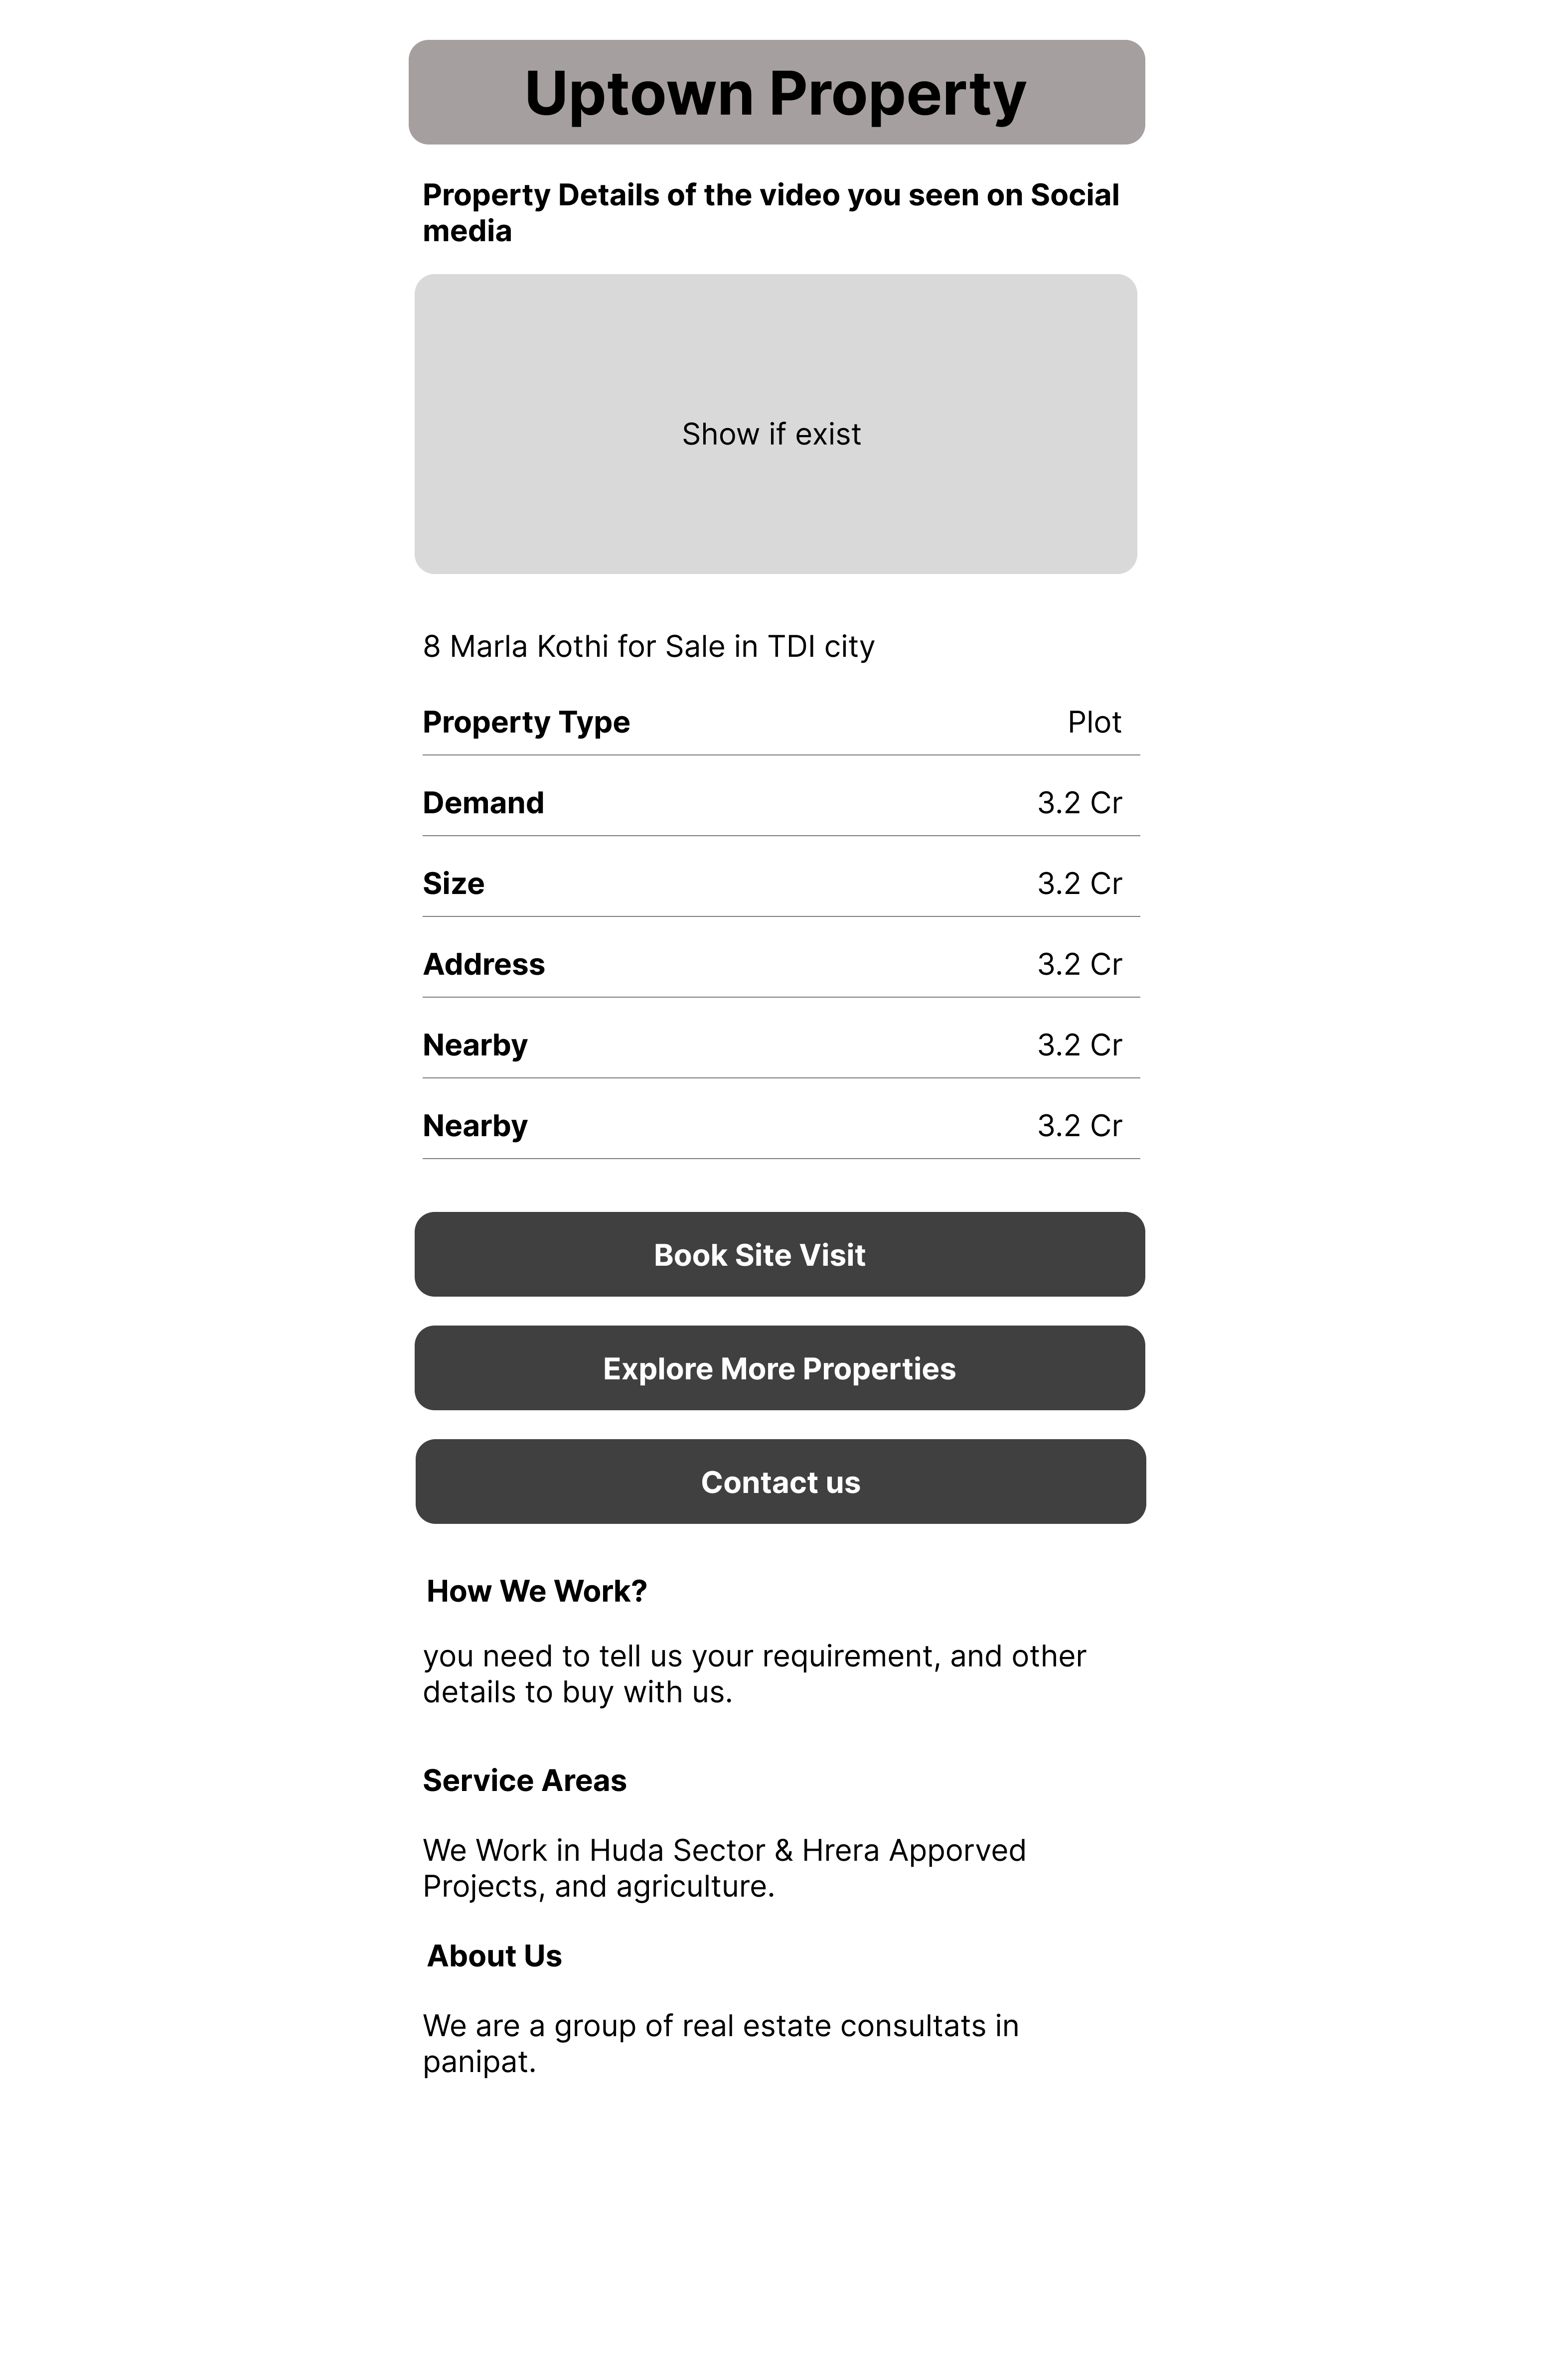 Uptown Property
Property Details of the video you seen on Social
media
Show if exist
8 Marla Kothi for Sale in TDI city
Property Type Plot
Demand 3.2 Cr
Size 3.2 Cr
Address 3.2 Cr
Nearby 3.2 Cr
Nearby 3.2 Cr
Book Site Visit
Explore More Properties
Contact us
How We Work?
you need to tell us your requirement, and other
details to buy with us.
Service Areas
We Work in Huda Sector & Hrera Apporved
Projects, and agriculture.
About Us
We are a group of real estate consultats in
panipat.